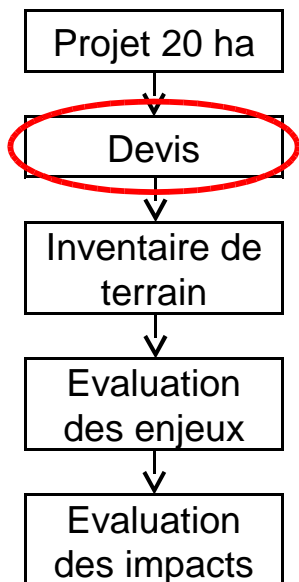 Projet 20 ha
Devis
Inventaire de
terrain
Evaluation
des enjeux
Evaluation
des impacts